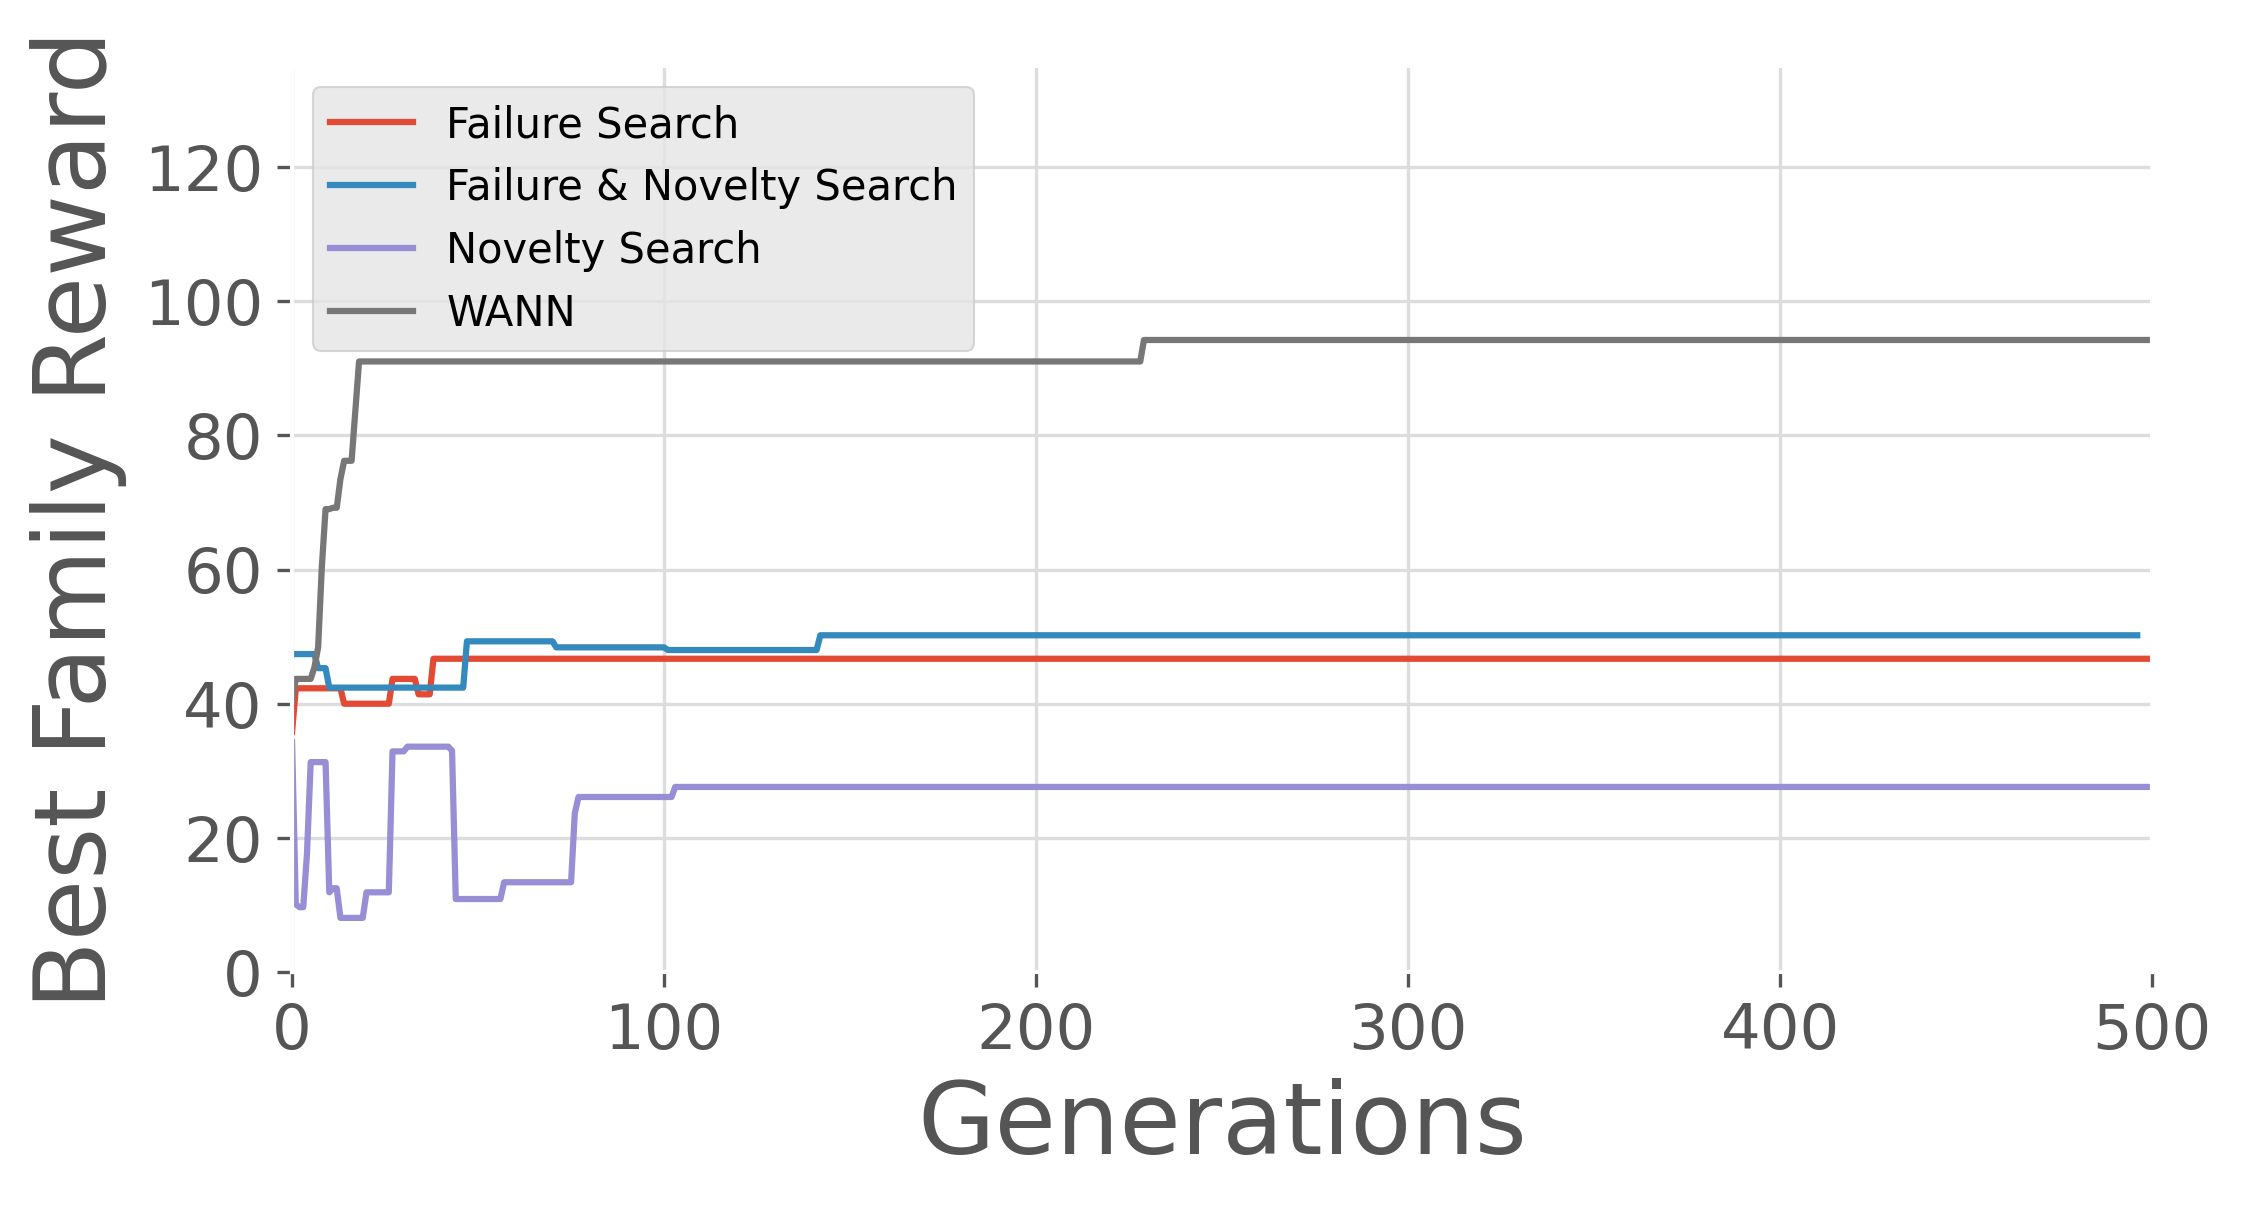 Best Family Reward
120
100
80
60
40
20
0
Failure Search
Failure & Novelty Search
Novelty Search
WANN
0 100 200 300 400 500
Generations